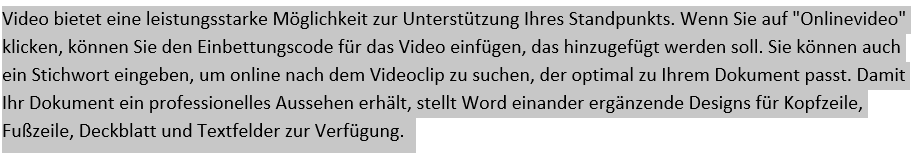 Video bietet eine leistungsstarke Möglichkeit zur Unterstützung Ihres Standpunkts. Wenn Sie auf "Onlinevideo"
klicken, können Sie den Einbettungscode für das Video einfügen, das hinzugefügt werden soll. Sie können auch
ein Stichwort eingeben, um online nach dem Videoclip zu suchen, der optimal zu Ihrem Dokument passt. Damit
Ihr Dokument ein professionelles Aussehen erhält, stellt Word einander ergänzende Designs für Kopfzeile,
Fußzeile, Deckblatt und Textfelder zur Verfügung.